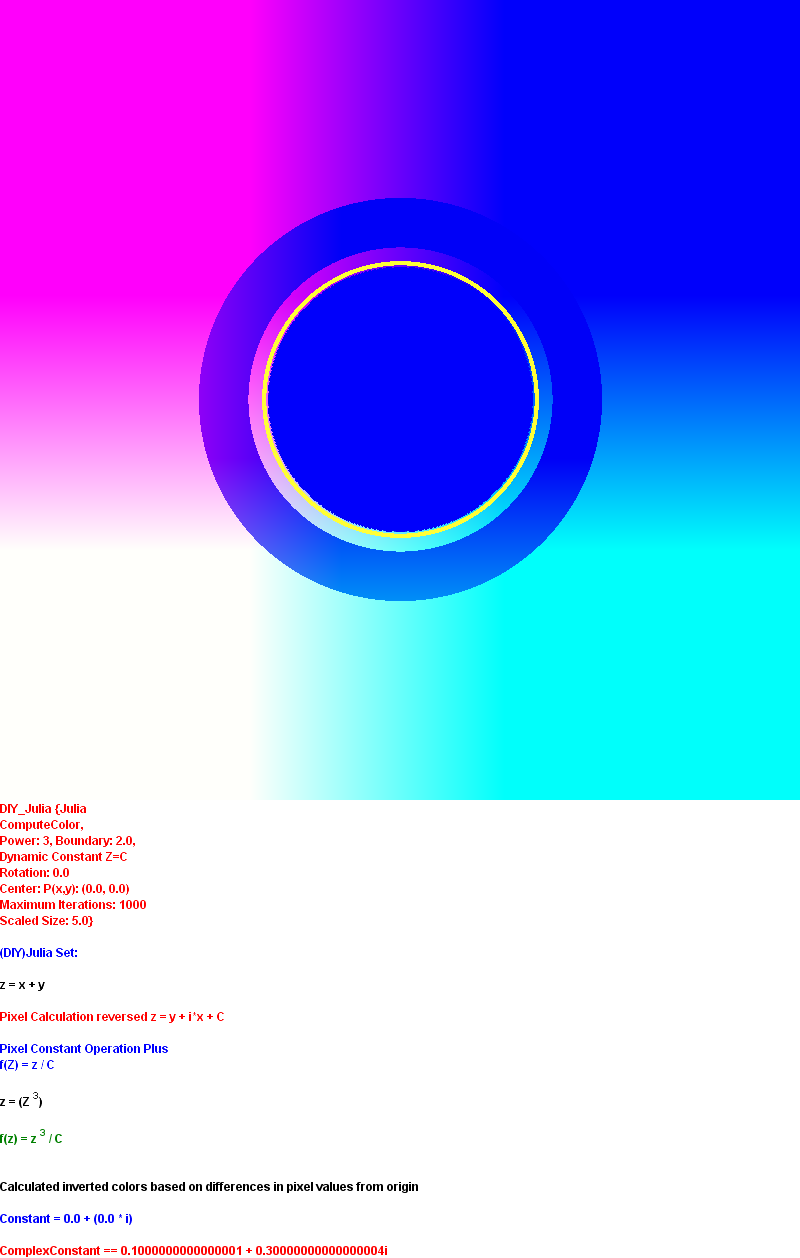 DIY_Julia {Julia
ComputeColor,
Power: 3, Boundary: 2.0,
Dynamic Constant Z=C
Rotation: 0.0
Center: P(x,y): (0.0, 0.0)
Maximum Iterations: 1000
Scaled Size: 5.0}
(DIY)Julia Set:
z = x + y
Pixel Calculation reversed z = y + i*x + C
Pixel Constant Operation Plus
f(Z) = z / C
z = (Z 3)
f(z) = z 3 / C
Calculated inverted colors based on differences in pixel values from origin
Constant = 0.0 + (0.0 * i)
ComplexConstant == 0.1000000000000001 + 0.30000000000000004i